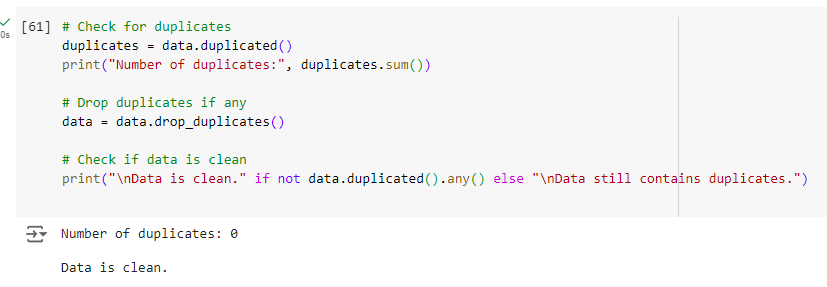 [61] # Check for duplicates
0s
duplicates = data.duplicated()
print("Number of duplicates:", duplicates.sum())
# Drop duplicates if any
data = data.drop_duplicates()
# Check if data is clean
print("\nData is clean." if not data.duplicated().any() else "\nData still contains duplicates.")
Number of duplicates: 0
Data is clean.